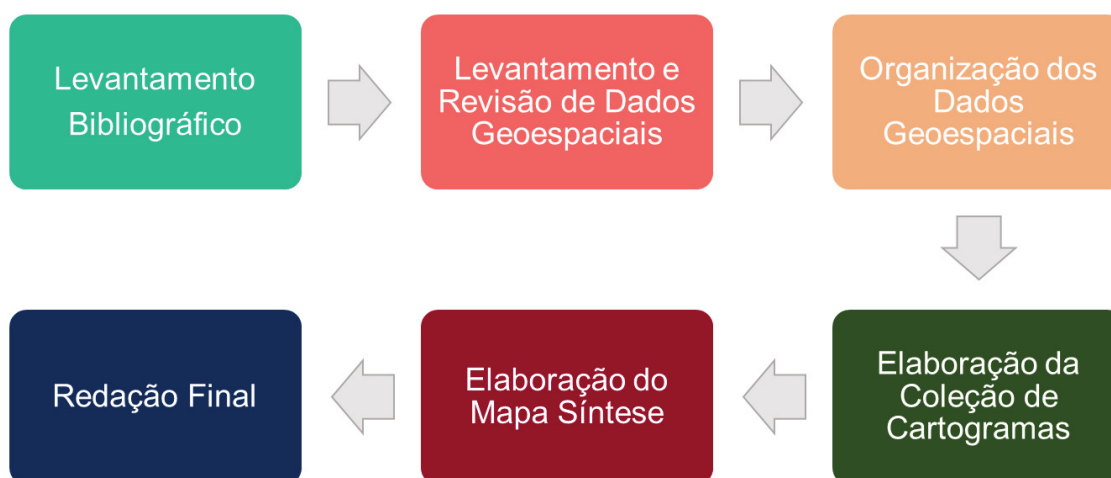 Levantamento
Bibliográfico
Levantamento e
Revisão de Dados
Geoespaciais
Organização dos
Dados
Geoespaciais
Elaboração da
Coleção de
Cartogramas
Elaboração do
Mapa Síntese
Redação Final